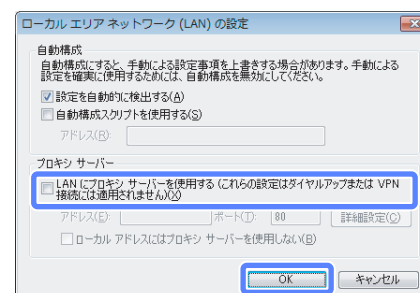 ローカル エリア ネットワーク (LAN) の設定
自動構成
自動構成にすると、手動による設定事項を上書きする場合があります。手動による
設定を確実に使用するためには、自動構成を無効にしてください。
設定を自動的に検出する(A)
自動構成スクリプトを使用する(S)
アドレス(R):
プロキシ サーバー
LAN にプロキシ サーバーを使用する (これらの設定はダイヤルアップまたは VPN
接続には適用されません)(X)
アドレス(E): ポート(T): 80 詳細設定(C)
ローカル アドレスにはプロキシ サーバーを使用しない(B)
OK キャンセル